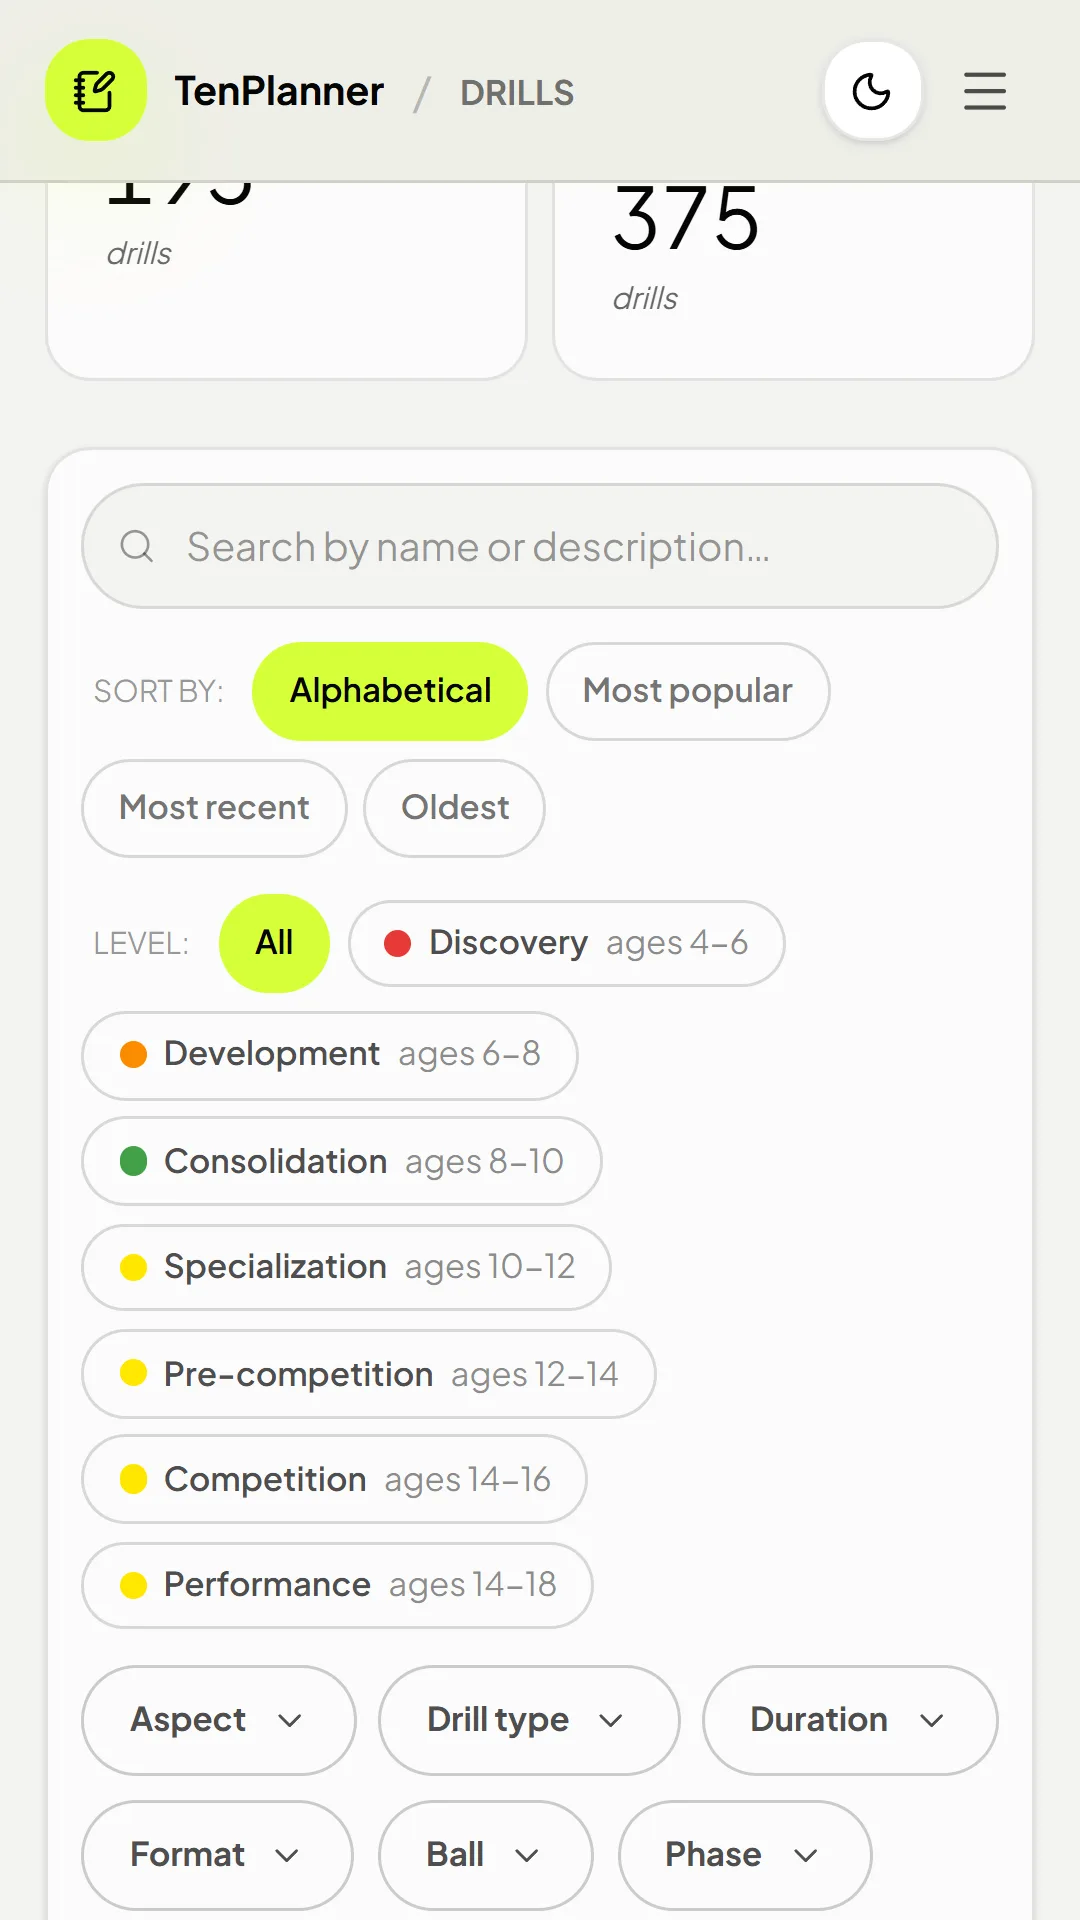 TenPlanner / DRILLS
375
drills
drills
Search by name or description...
SORT BY: Alphabetical Most popular
Most recent Oldest
LEVEL: All Discovery ages 4–6
Development ages 6–8
Consolidation ages 8–10
Specialization ages 10–12
Pre-competition ages 12–14
Competition ages 14–16
Performance ages 14–18
Aspect Drill type Duration
Format Ball Phase